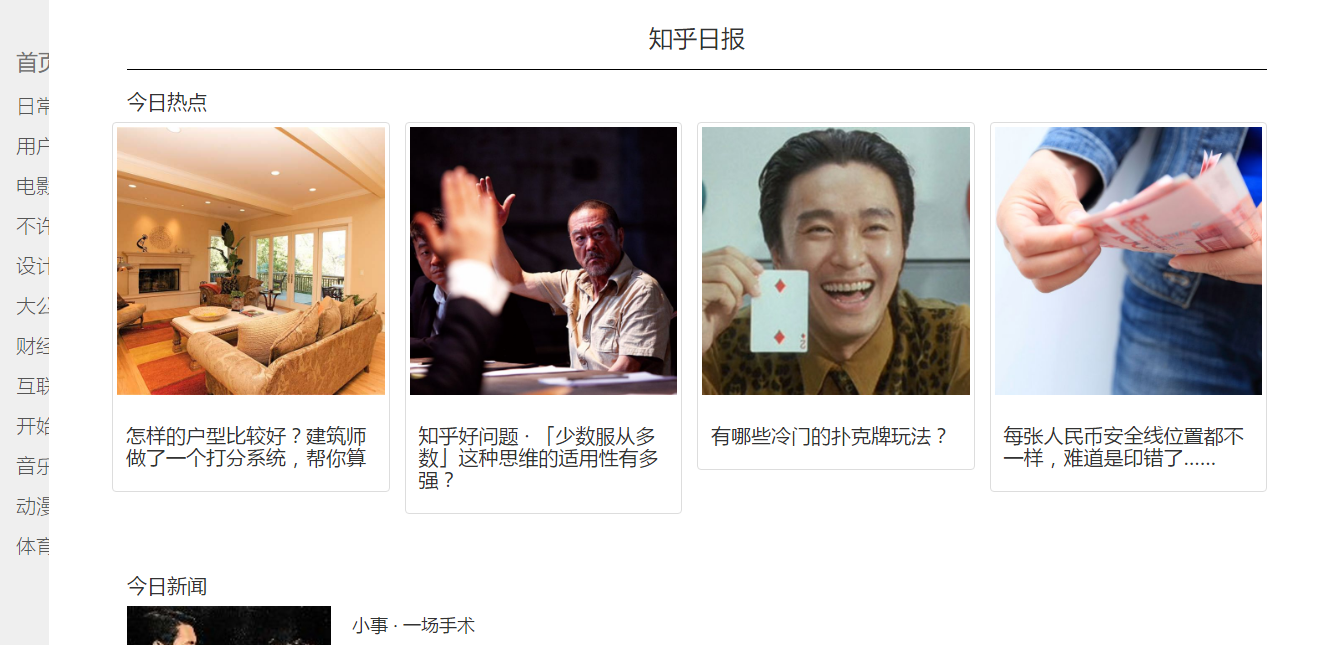 知乎日报
首页
日常
用户
电影
不许
设计
大公
财经
互联
开始
音乐
动漫
体育
今日热点
怎样的户型比较好？建筑师
做了一个打分系统，帮你算
知乎好问题 · 「少数服从多
数」这种思维的适用性有多
强？
有哪些冷门的扑克牌玩法？
每张人民币安全线位置都不
一样，难道是印错了……
今日新闻
小事 · 一场手术